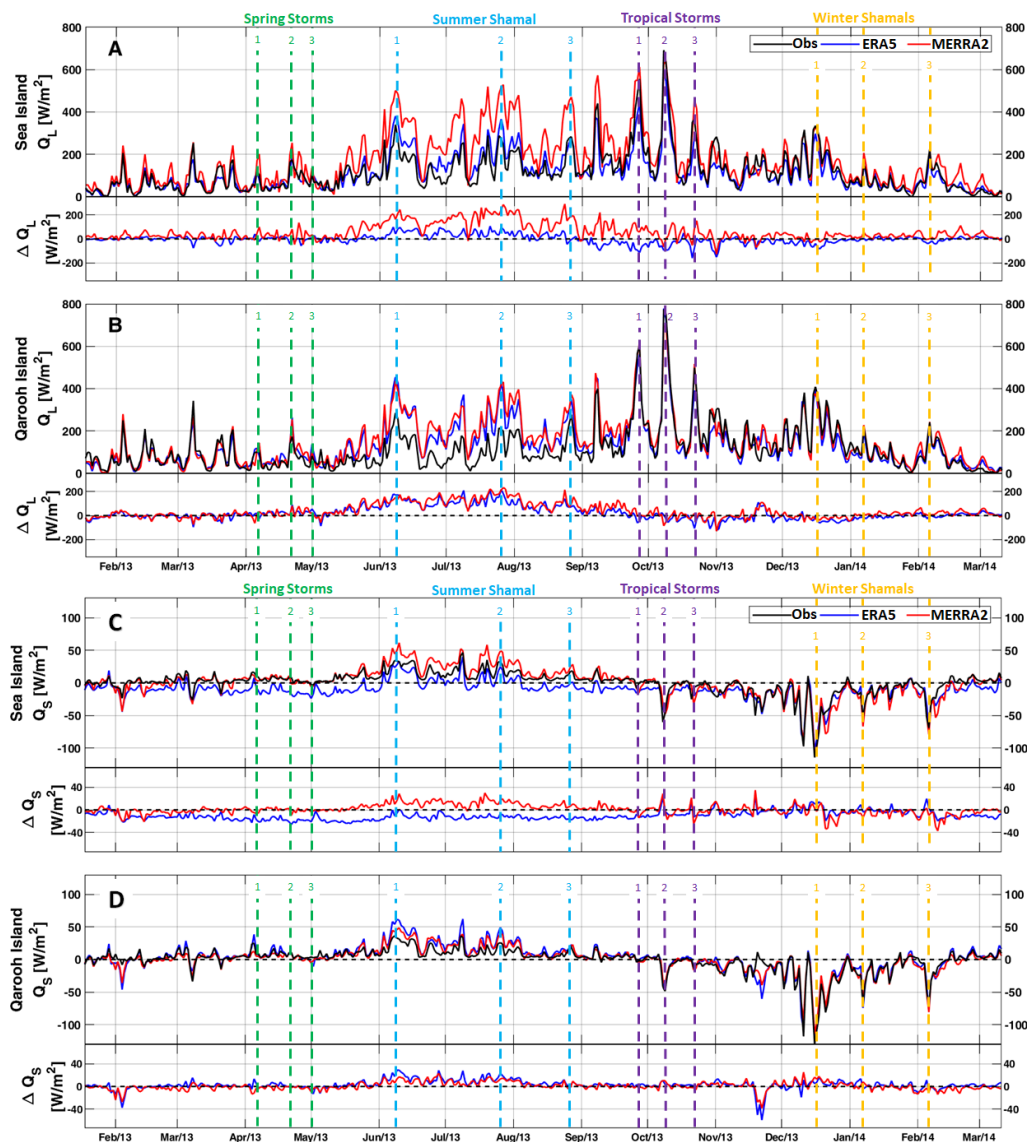 Spring Storms Summer Shamal Tropical Storms Winter Shamals
A
1 2 3 1 2 3 1 2 3 1 2 3
Obs ERA5 MERRA2
Sea Island
Q_L [W/m²]
800 800
600 600
400 400
200 200
0 0
Δ Q_L
[W/m²]
200 200
0 0
-200 -200
B
1 2 3 1 2 3 1 2 3 1 2 3
Qarooh Island
Q_L [W/m²]
800 800
600 600
400 400
200 200
0 0
Δ Q_L
[W/m²]
200 200
0 0
-200 -200
Feb/13 Mar/13 Apr/13 May/13 Jun/13 Jul/13 Aug/13 Sep/13 Oct/13 Nov/13 Dec/13 Jan/14 Feb/14 Mar/14
Spring Storms Summer Shamal Tropical Storms Winter Shamals
C
1 2 3 1 2 3 1 2 3 1 2 3
Obs ERA5 MERRA2
Sea Island
Q_S [W/m²]
100 100
50 50
0 0
-50 -50
-100 -100
Δ Q_S
[W/m²]
40 40
0 0
-40 -40
D
1 2 3 1 2 3 1 2 3 1 2 3
Qarooh Island
Q_S [W/m²]
100 100
50 50
0 0
-50 -50
-100 -100
Δ Q_S
[W/m²]
40 40
0 0
-40 -40
Feb/13 Mar/13 Apr/13 May/13 Jun/13 Jul/13 Aug/13 Sep/13 Oct/13 Nov/13 Dec/13 Jan/14 Feb/14 Mar/14